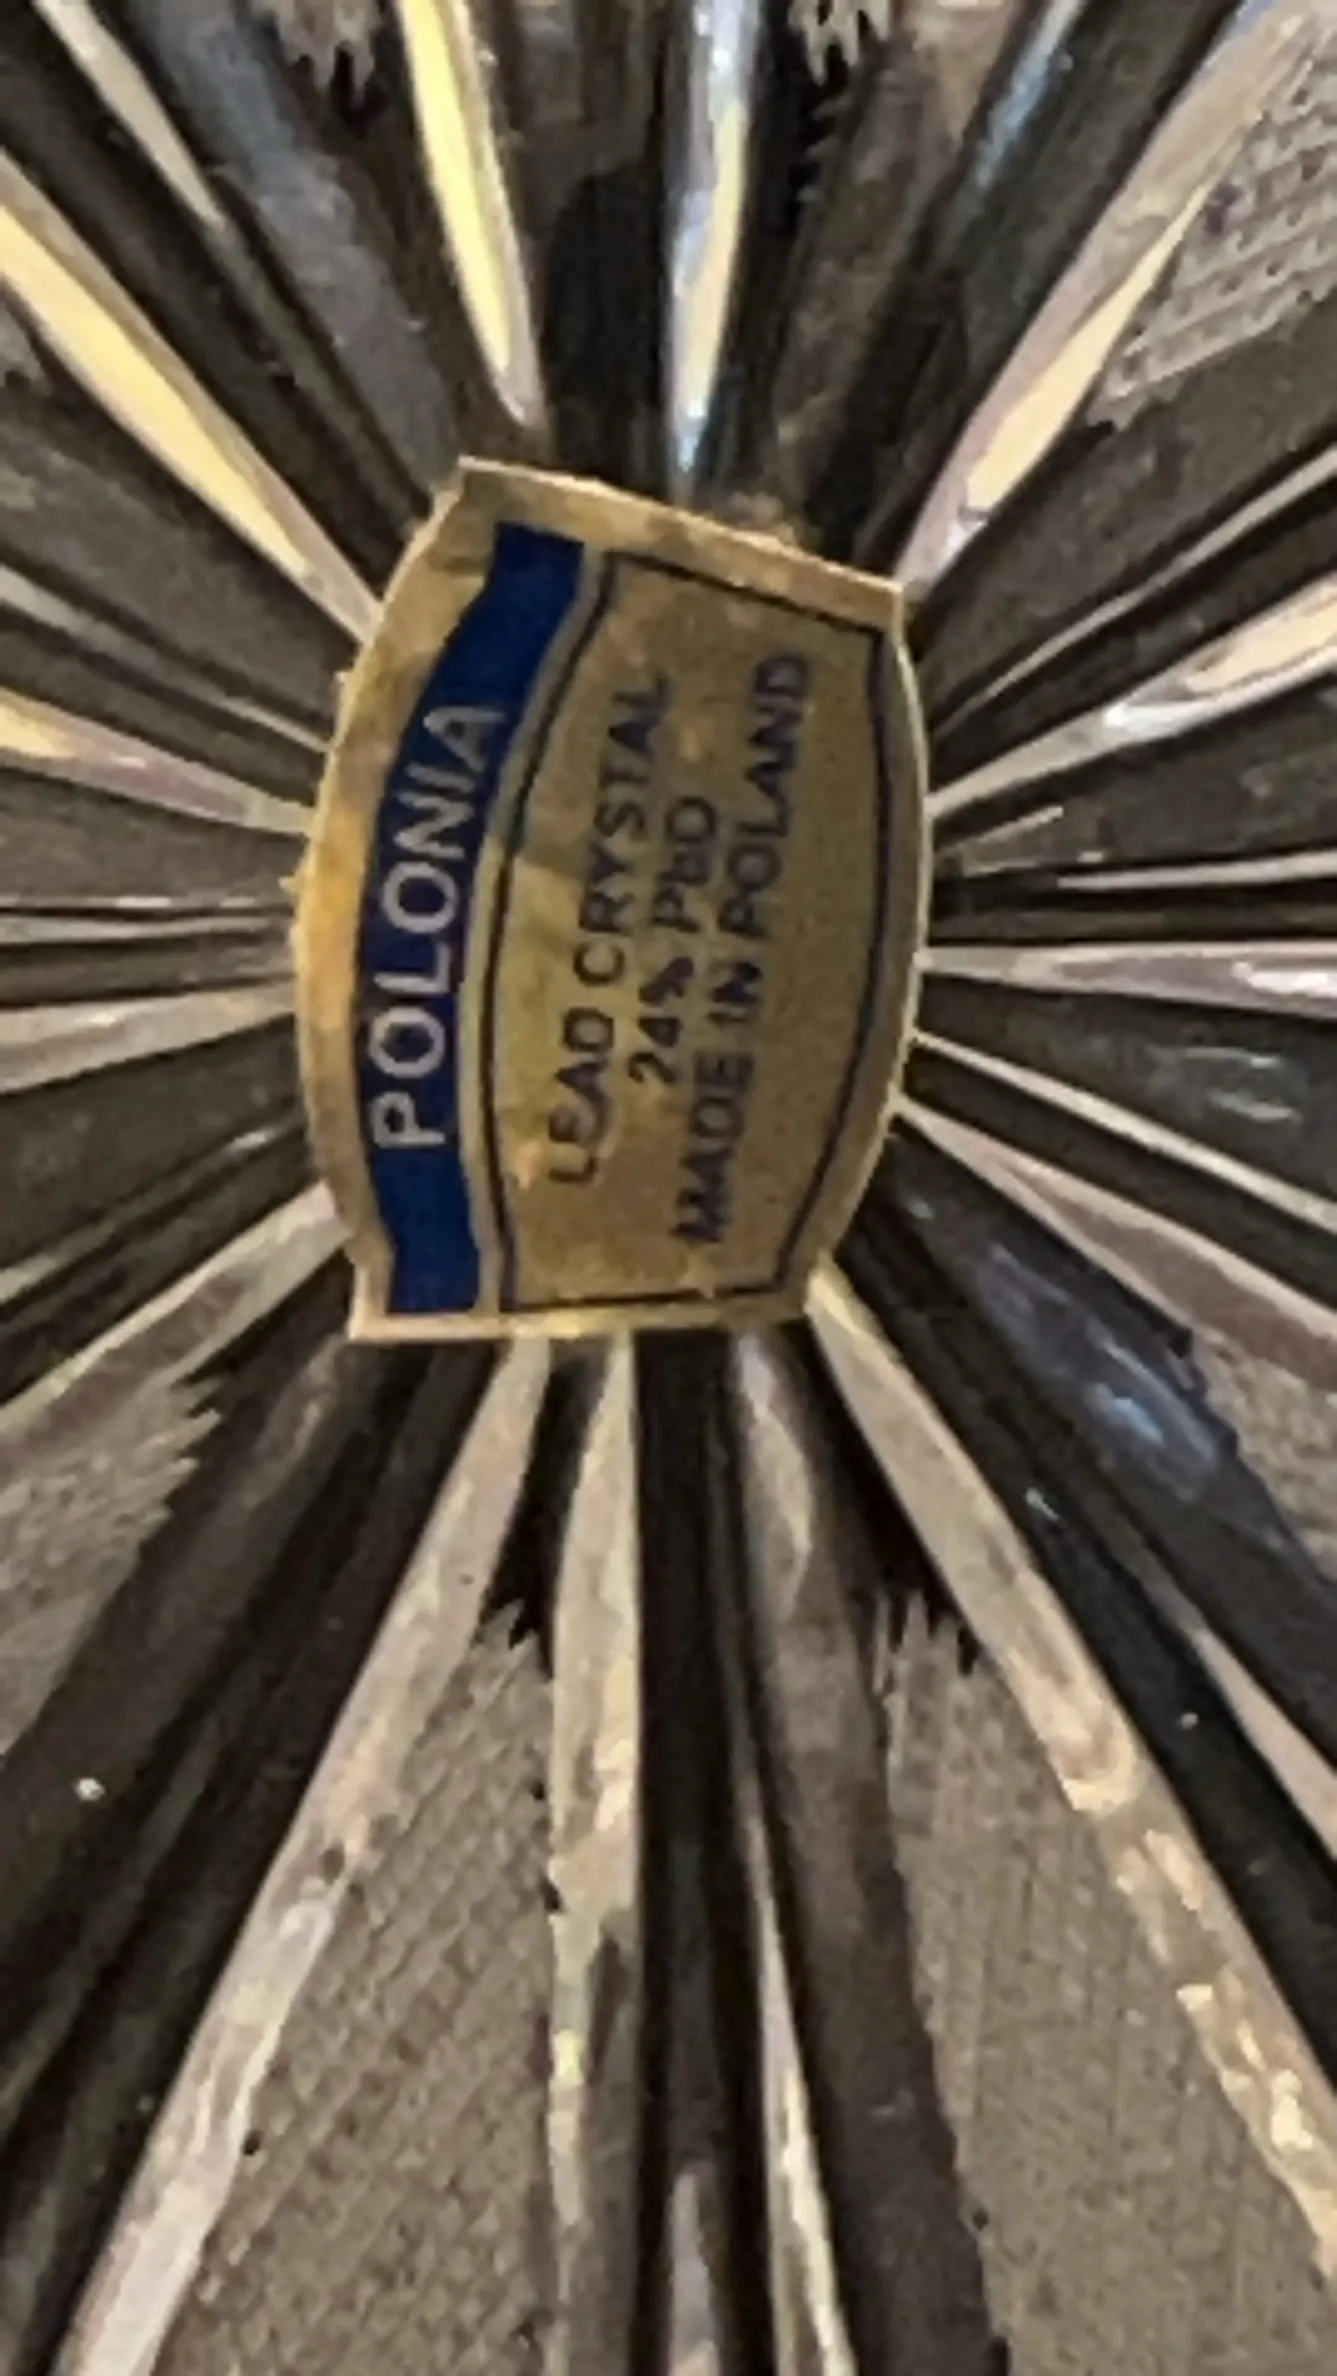 POLONIA
LEAD CRYSTAL
24% PbO
MADE IN POLAND